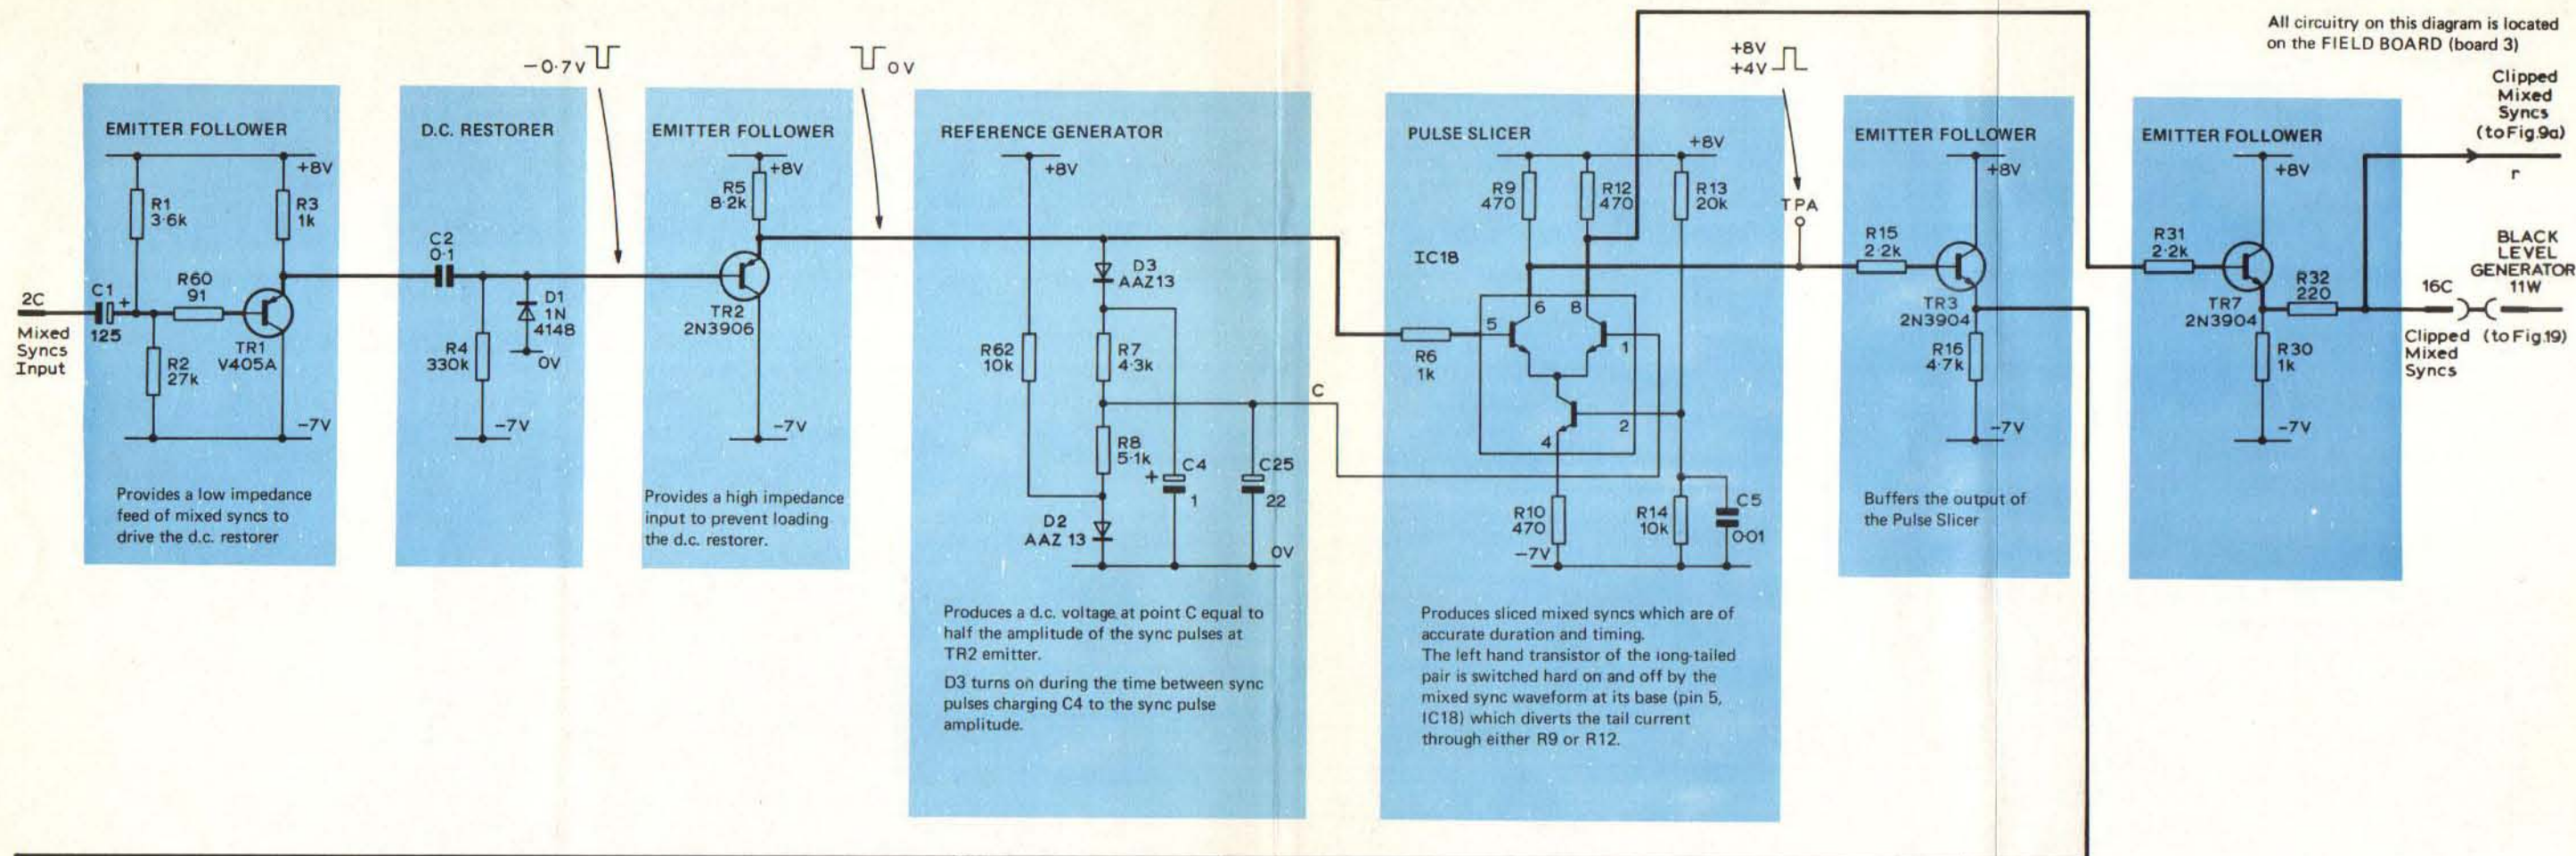 All circuitry on this diagram is located
on the FIELD BOARD (board 3)
-0·7V
0V
+8V
+4V
Clipped
Mixed
Syncs
(to Fig.9a)
r
EMITTER FOLLOWER
+8V
R1
3·6k
R3
1k
2C
C1
+
125
R60
91
Mixed
Syncs
Input
TR1
V405A
R2
27k
-7V
Provides a low impedance
feed of mixed syncs to
drive the d.c. restorer
D.C. RESTORER
C2
0·1
D1
1N
4148
R4
330k
0V
-7V
EMITTER FOLLOWER
+8V
R5
8·2k
TR2
2N3906
-7V
Provides a high impedance
input to prevent loading
the d.c. restorer.
REFERENCE GENERATOR
+8V
D3
AAZ13
R62
10k
R7
4·3k
C
R8
5·1k
C4
+
1
C25
22
D2
AAZ 13
0V
Produces a d.c. voltage at point C equal to
half the amplitude of the sync pulses at
TR2 emitter.
D3 turns on during the time between sync
pulses charging C4 to the sync pulse
amplitude.
PULSE SLICER
+8V
R9
470
R12
470
R13
20k
TPA
IC18
6
8
5
1
R6
1k
4
2
R10
470
R14
10k
C5
0·01
-7V
Produces sliced mixed syncs which are of
accurate duration and timing.
The left hand transistor of the long-tailed
pair is switched hard on and off by the
mixed sync waveform at its base (pin 5,
IC18) which diverts the tail current
through either R9 or R12.
EMITTER FOLLOWER
+8V
R15
2·2k
TR3
2N3904
R16
4·7k
-7V
Buffers the output of
the Pulse Slicer
EMITTER FOLLOWER
+8V
R31
2·2k
TR7
2N3904
R32
220
R30
1k
-7V
BLACK
LEVEL
GENERATOR
11W
16C
Clipped
Mixed
Syncs
(to Fig.19)